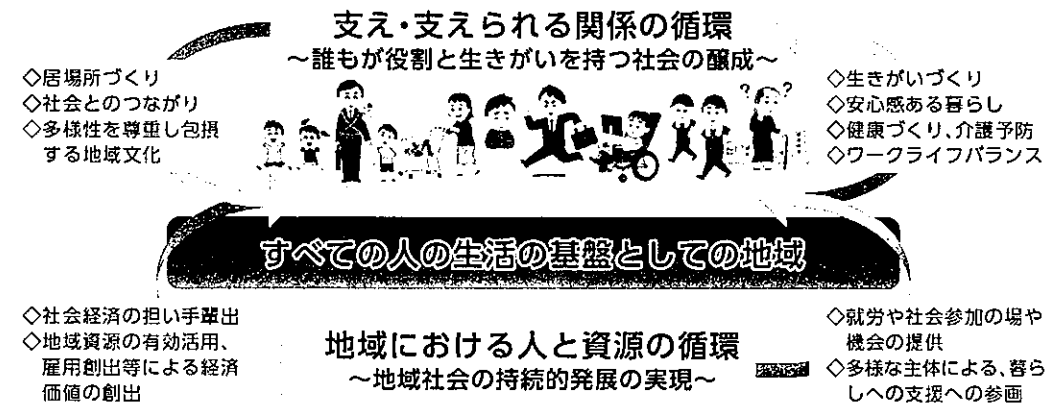 支え・支えられる関係の循環
～誰もが役割と生きがいを持つ社会の醸成～
◇居場所づくり
◇社会とのつながり
◇多様性を尊重し包摂
する地域文化
◇生きがいづくり
◇安心感ある暮らし
◇健康づくり、介護予防
◇ワークライフバランス
? ?
すべての人の生活の基盤としての地域
◇社会経済の担い手輩出
◇地域資源の有効活用、
雇用創出等による経済
価値の創出
地域における人と資源の循環
～地域社会の持続的発展の実現～
◇就労や社会参加の場や
機会の提供
◇多様な主体による、暮ら
しへの支援への参画